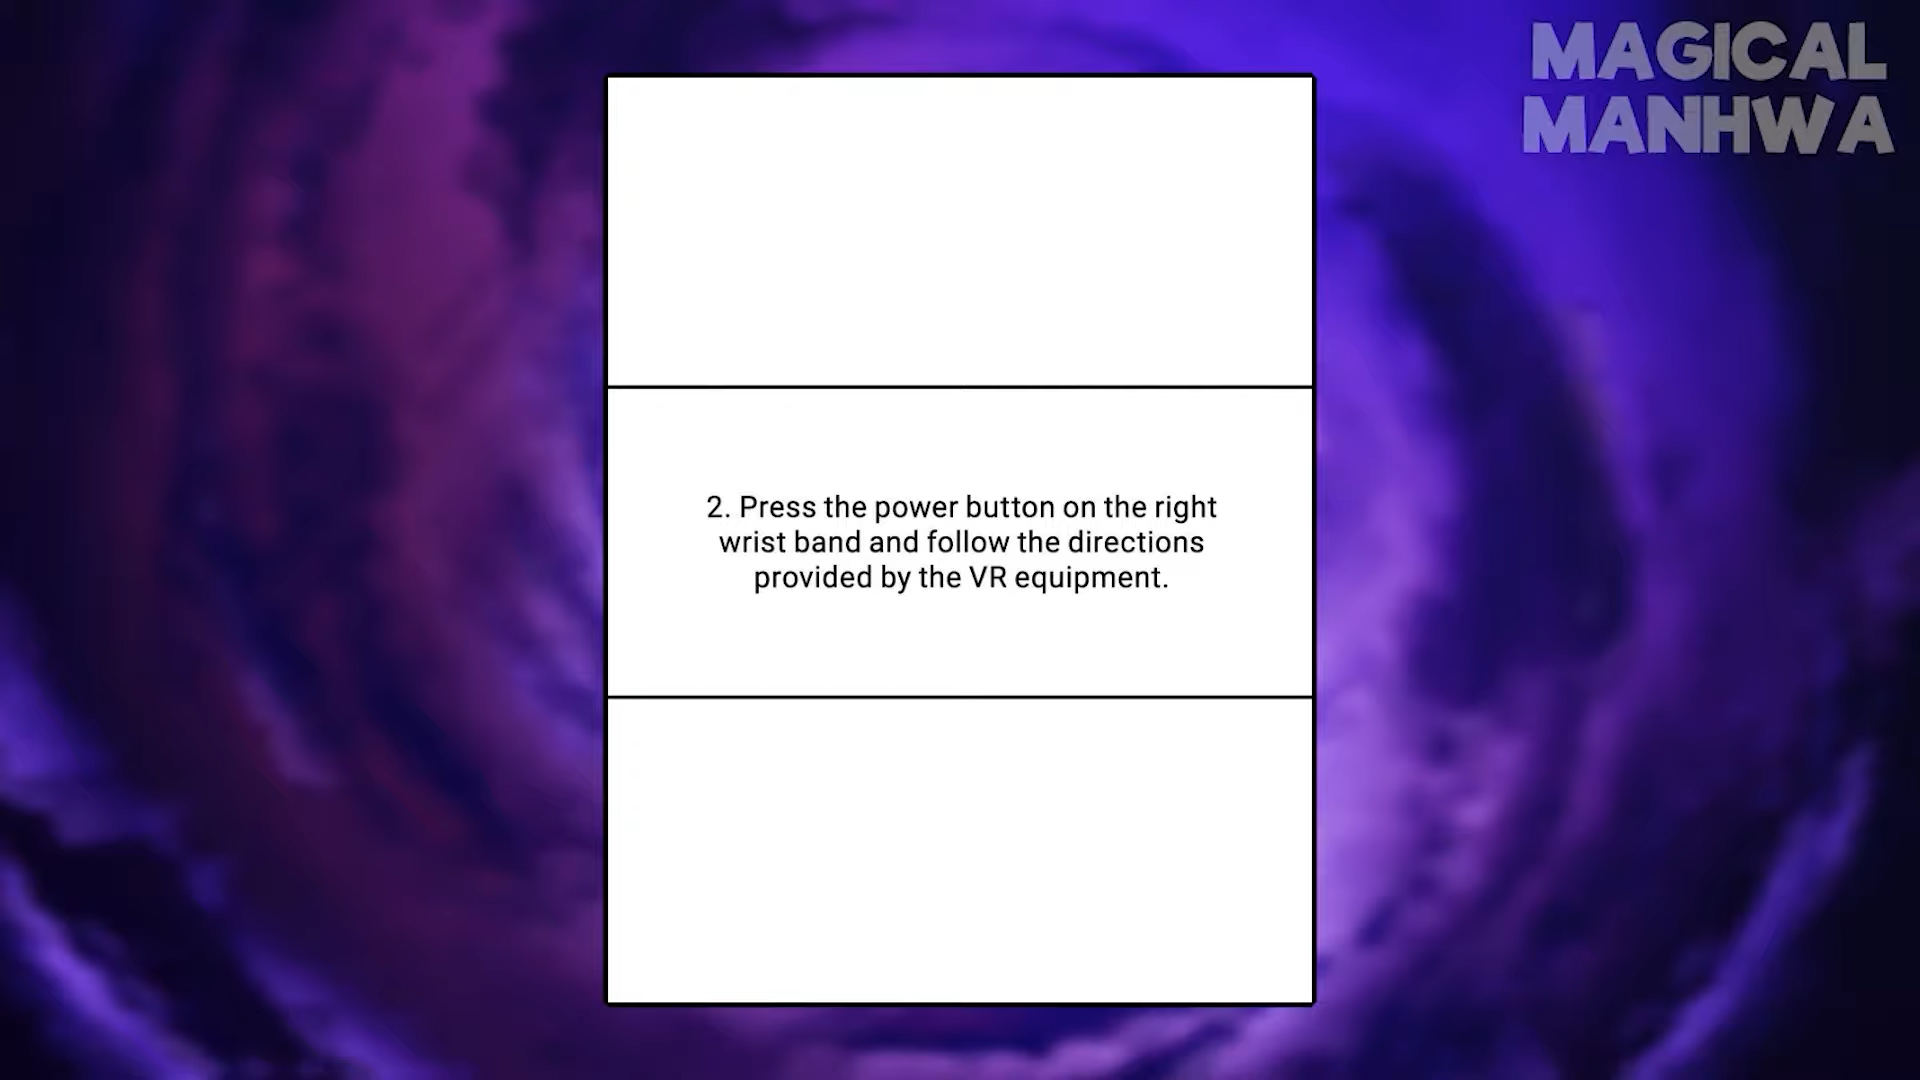 MAGICAL
MANHWA
2. Press the power button on the right
wrist band and follow the directions
provided by the VR equipment.